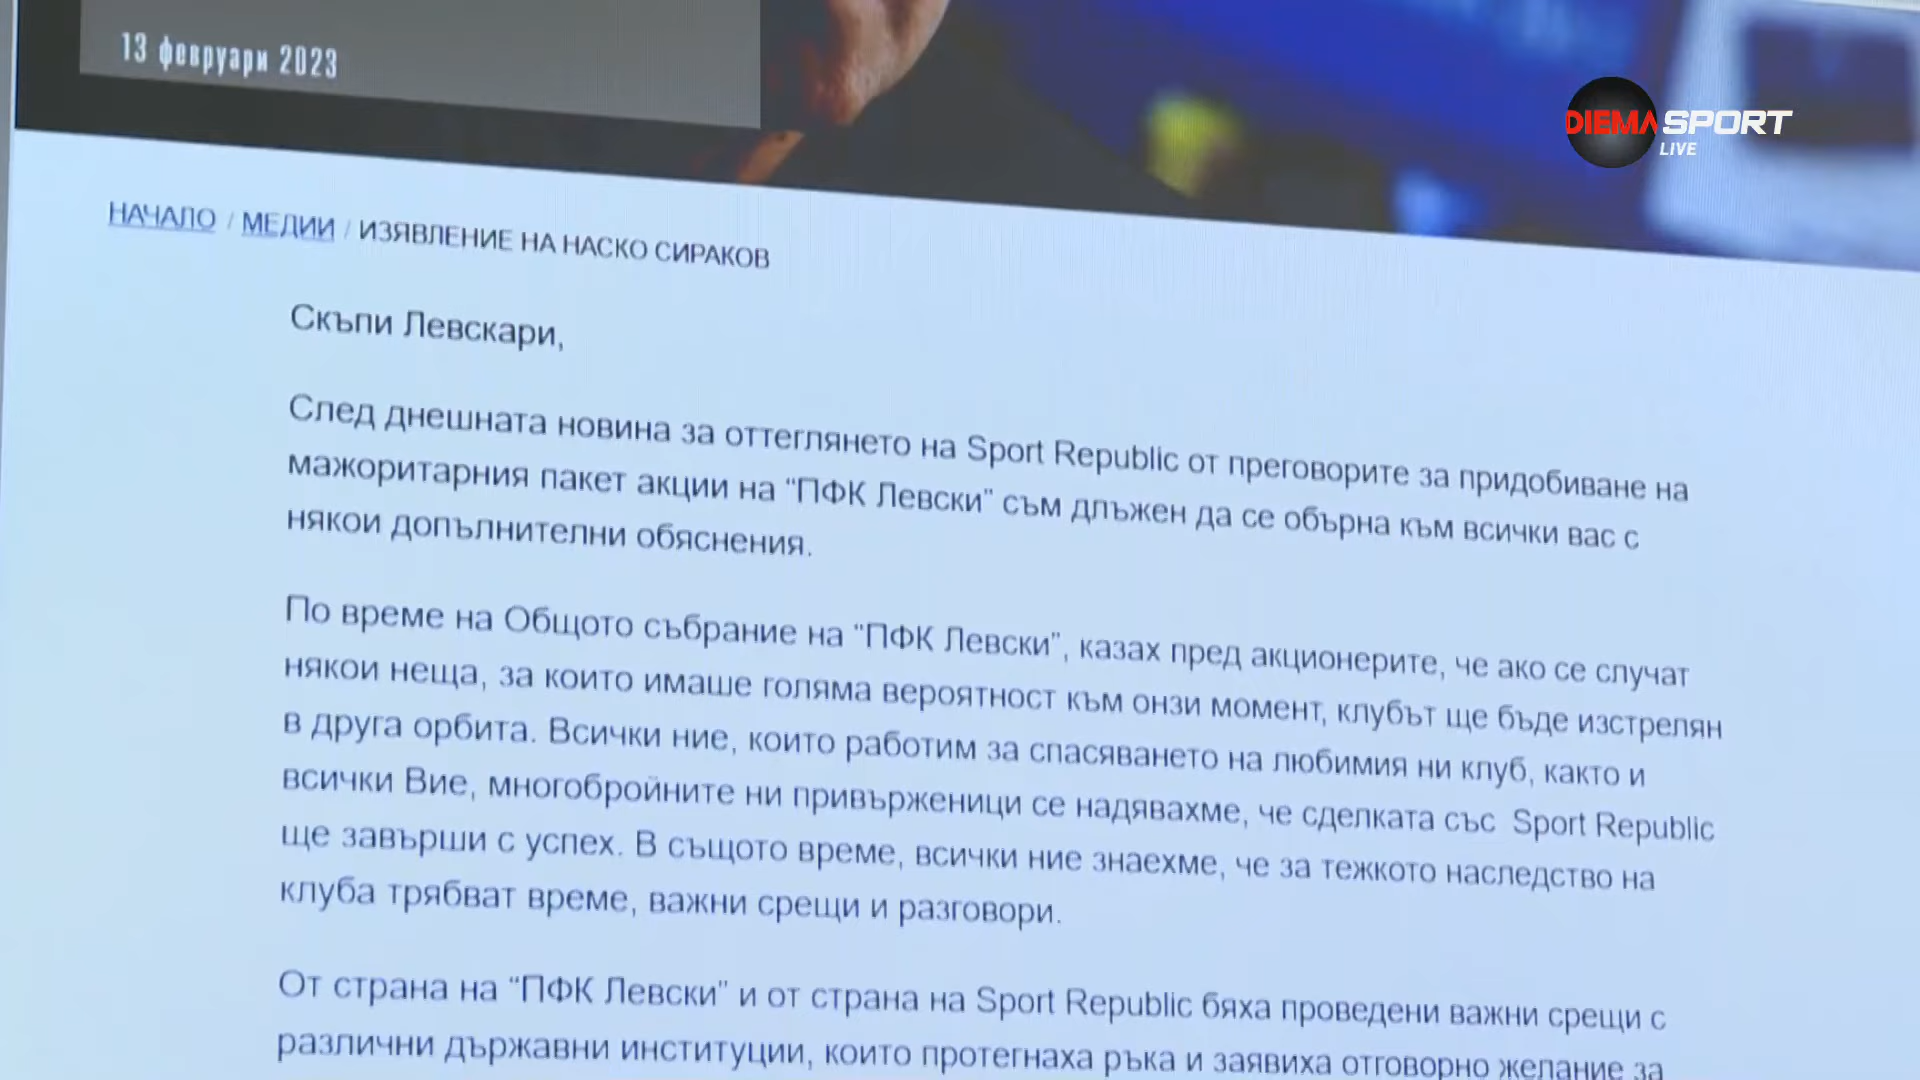 13 февруари 2023
DIEMA SPORT
LIVE
НАЧАЛО / МЕДИИ / ИЗЯВЛЕНИЕ НА НАСКО СИРАКОВ
Скъпи Левскари,
След днешната новина за оттеглянето на Sport Republic от преговорите за придобиване на
мажоритарния пакет акции на “ПФК Левски” съм длъжен да се обърна към всички вас с
някои допълнителни обяснения.
По време на Общото събрание на “ПФК Левски”, казах пред акционерите, че ако се случат
някои неща, за които имаше голяма вероятност към онзи момент, клубът ще бъде изстрелян
в друга орбита. Всички ние, които работим за спасяването на любимия ни клуб, както и
всички Вие, многобройните ни привърженици се надявахме, че сделката със Sport Republic
ще завърши с успех. В същото време, всички ние знаехме, че за тежкото наследство на
клуба трябват време, важни срещи и разговори.
От страна на “ПФК Левски” и от страна на Sport Republic бяха проведени важни срещи с
различни държавни институции, които протегнаха ръка и заявиха отговорно желание за